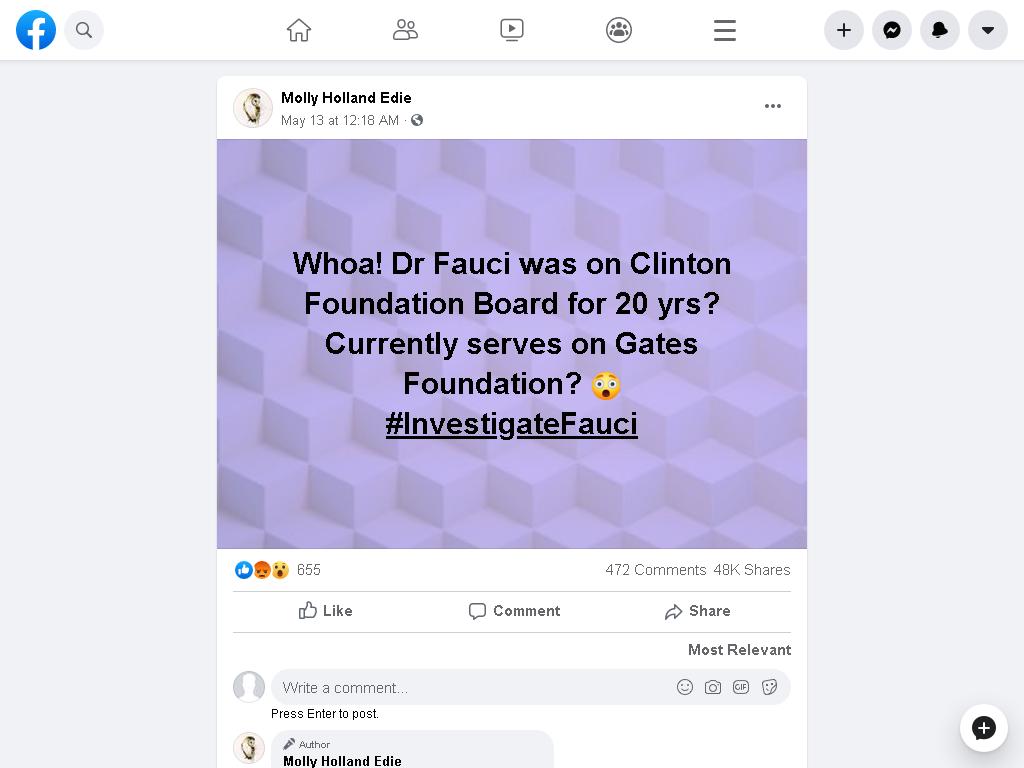 Molly Holland Edie
May 13 at 12:18 AM ·
Whoa! Dr Fauci was on Clinton
Foundation Board for 20 yrs?
Currently serves on Gates
Foundation? 😳
#InvestigateFauci
655
472 Comments 48K Shares
Like Comment Share
Most Relevant
Write a comment...
GIF
Press Enter to post.
Author
Molly Holland Edie